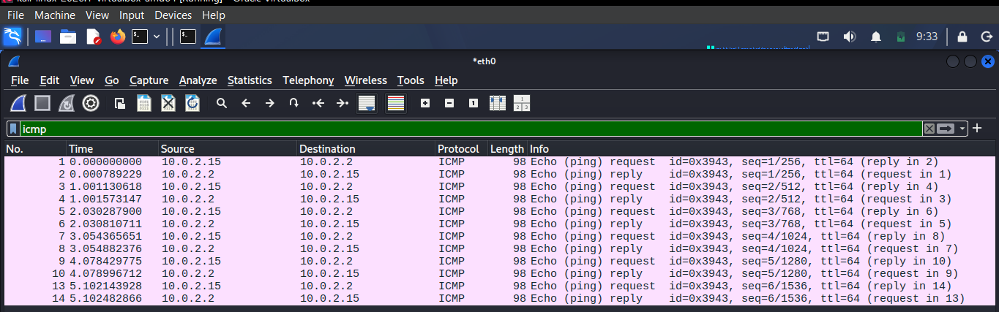 File Machine View Input Devices Help
9:33
*eth0
File Edit View Go Capture Analyze Statistics Telephony Wireless Tools Help
icmp
No. Time Source Destination Protocol Length Info
1 0.000000000 10.0.2.15 10.0.2.2 ICMP 98 Echo (ping) request id=0x3943, seq=1/256, ttl=64 (reply in 2)
2 0.000789229 10.0.2.2 10.0.2.15 ICMP 98 Echo (ping) reply id=0x3943, seq=1/256, ttl=64 (request in 1)
3 1.001130618 10.0.2.15 10.0.2.2 ICMP 98 Echo (ping) request id=0x3943, seq=2/512, ttl=64 (reply in 4)
4 1.001573147 10.0.2.2 10.0.2.15 ICMP 98 Echo (ping) reply id=0x3943, seq=2/512, ttl=64 (request in 3)
5 2.030287900 10.0.2.15 10.0.2.2 ICMP 98 Echo (ping) request id=0x3943, seq=3/768, ttl=64 (reply in 6)
6 2.030810711 10.0.2.2 10.0.2.15 ICMP 98 Echo (ping) reply id=0x3943, seq=3/768, ttl=64 (request in 5)
7 3.054365651 10.0.2.15 10.0.2.2 ICMP 98 Echo (ping) request id=0x3943, seq=4/1024, ttl=64 (reply in 8)
8 3.054882376 10.0.2.2 10.0.2.15 ICMP 98 Echo (ping) reply id=0x3943, seq=4/1024, ttl=64 (request in 7)
9 4.078429775 10.0.2.15 10.0.2.2 ICMP 98 Echo (ping) request id=0x3943, seq=5/1280, ttl=64 (reply in 10)
10 4.078996712 10.0.2.2 10.0.2.15 ICMP 98 Echo (ping) reply id=0x3943, seq=5/1280, ttl=64 (request in 9)
13 5.102143928 10.0.2.15 10.0.2.2 ICMP 98 Echo (ping) request id=0x3943, seq=6/1536, ttl=64 (reply in 14)
14 5.102482866 10.0.2.2 10.0.2.15 ICMP 98 Echo (ping) reply id=0x3943, seq=6/1536, ttl=64 (request in 13)